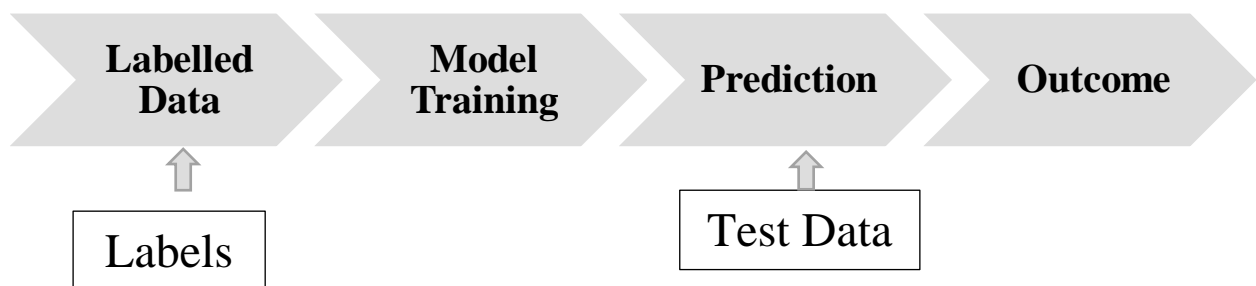 Labelled
Data
Model
Training
Prediction
Outcome
Labels
Test Data